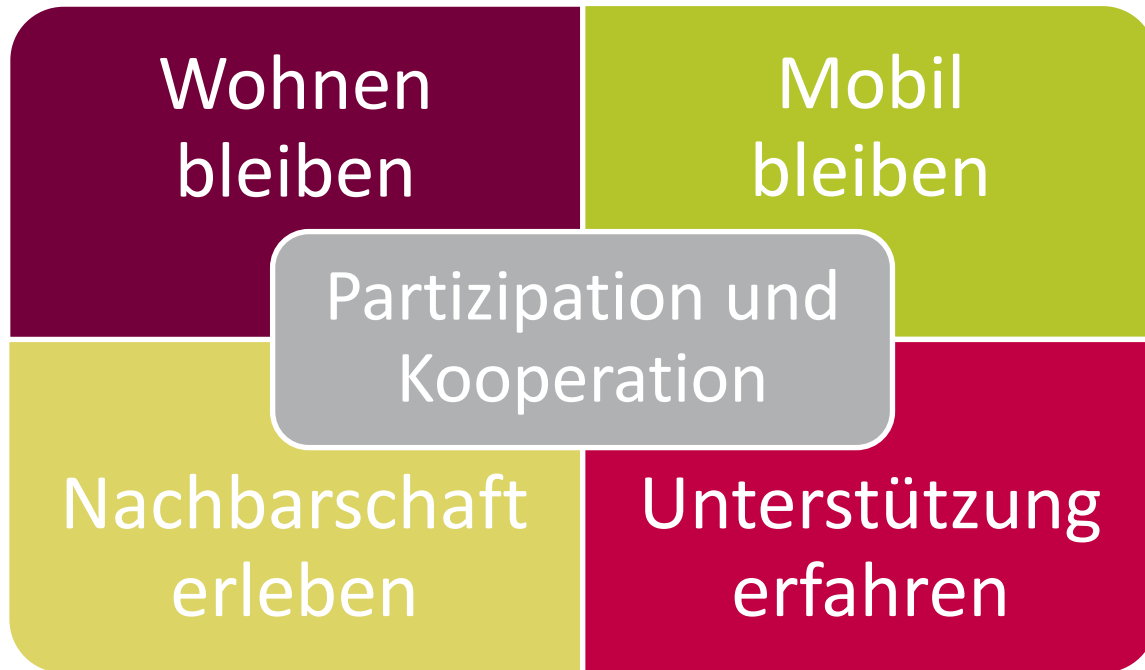 Wohnen
bleiben
Mobil
bleiben
Partizipation und
Kooperation
Nachbarschaft
erleben
Unterstützung
erfahren